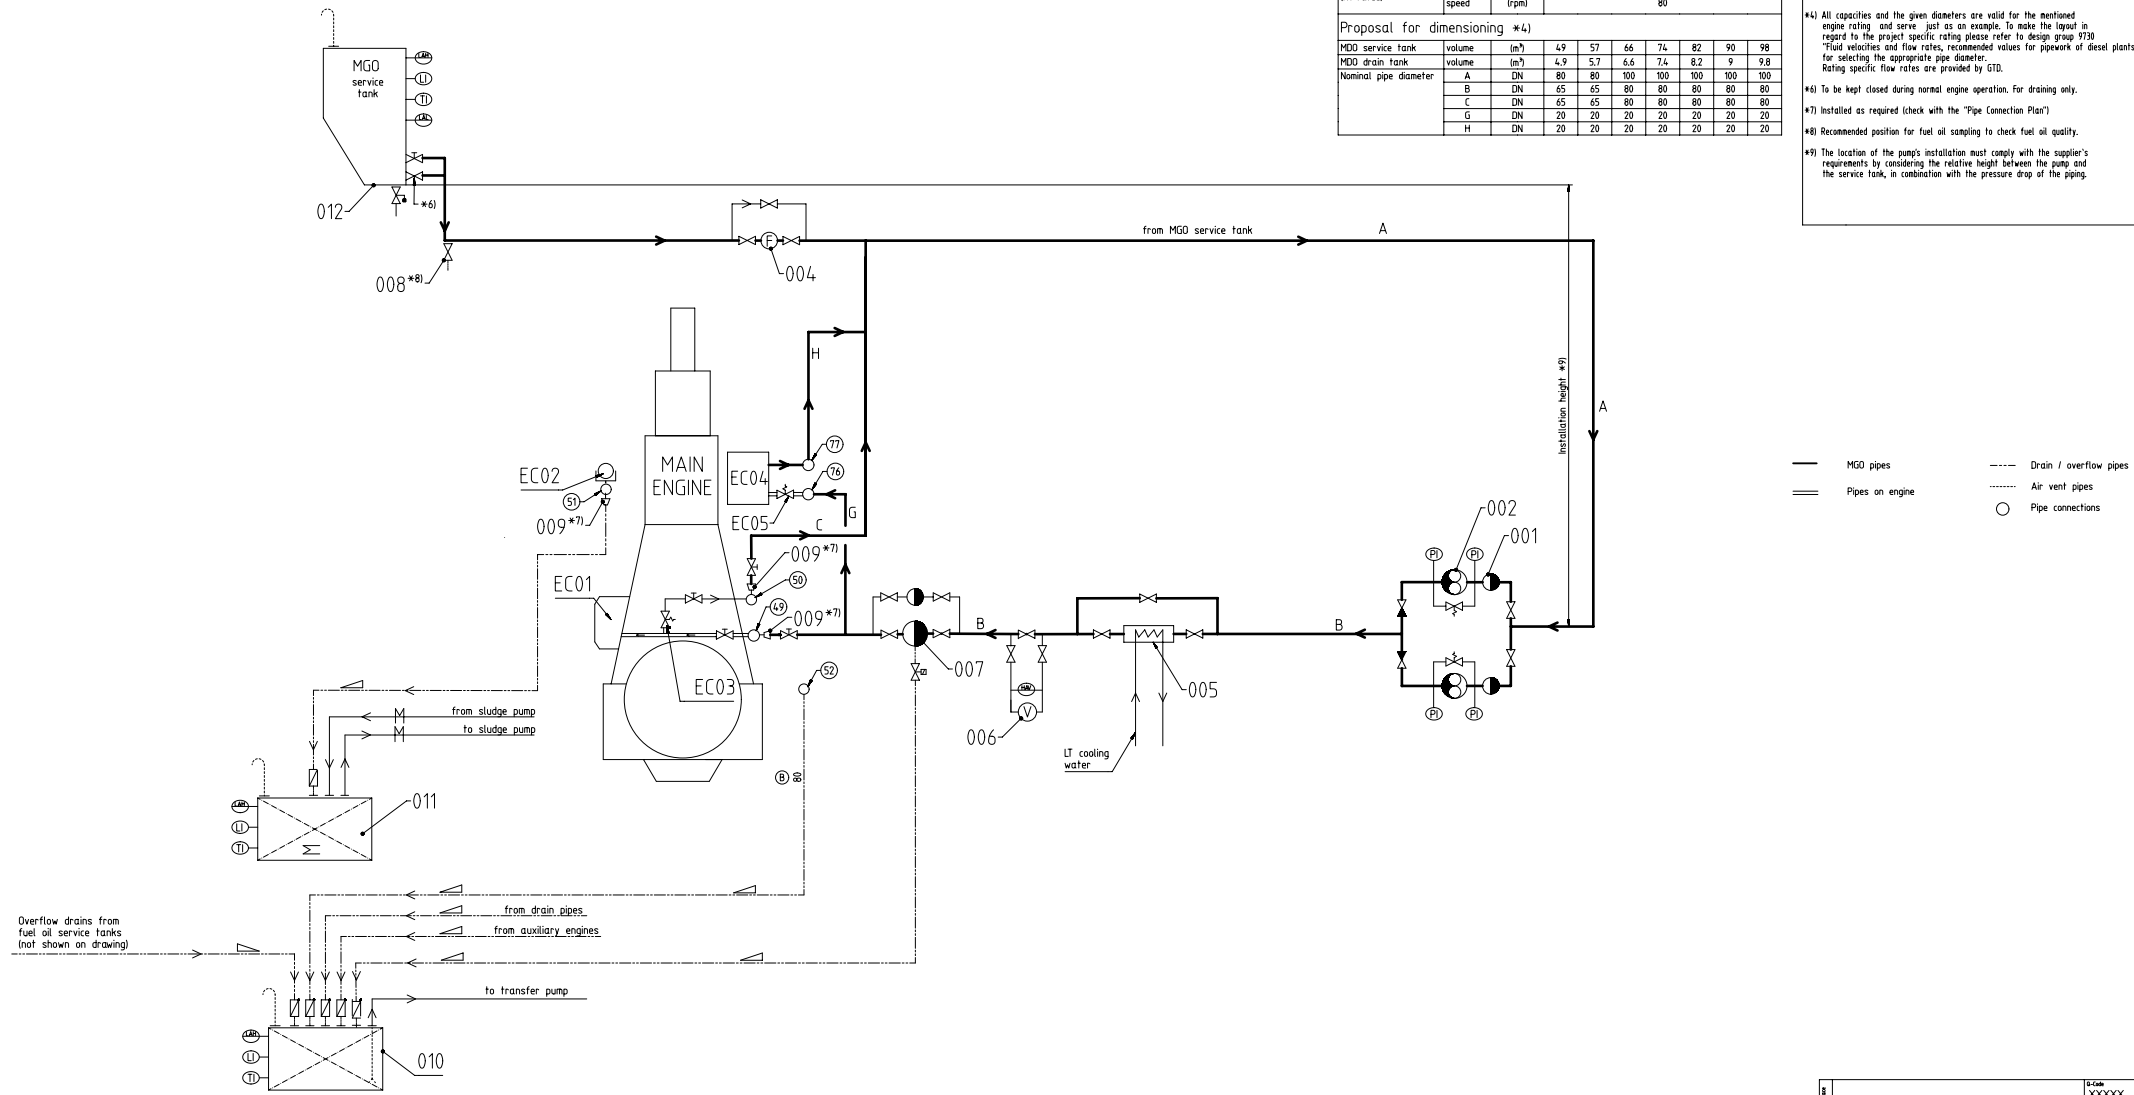 speed (rpm) 80
Proposal for dimensioning *4)
MDO service tank volume (m³) 49 57 66 74 82 90 98
MDO drain tank volume (m³) 4.9 5.7 6.6 7.4 8.2 9 9.8
Nominal pipe diameter A DN 80 80 100 100 100 100 100
B DN 65 65 80 80 80 80 80
C DN 65 65 80 80 80 80 80
G DN 20 20 20 20 20 20 20
H DN 20 20 20 20 20 20 20
*4) All capacities and the given diameters are valid for the mentioned
engine rating and serve just as an example. To make the layout in
regard to the project specific rating please refer to design group 9730
"Fluid velocities and flow rates, recommended values for pipework of diesel plants
for selecting the appropriate pipe diameter.
Rating specific flow rates are provided by GTD.
*6) To be kept closed during normal engine operation. For draining only.
*7) Installed as required (check with the "Pipe Connection Plan")
*8) Recommended position for fuel oil sampling to check fuel oil quality.
*9) The location of the pump's installation must comply with the supplier's
requirements by considering the relative height between the pump and
the service tank, in combination with the pressure drop of the piping.
MGO
service
tank
LAH
LI
TI
LAL
012
*6)
008 *8)
F
004
from MGO service tank
A
Installation height *9)
A
H
77
MAIN
ENGINE
EC04
76
EC05
G
C
EC02
51
009 *7)
009 *7)
50
EC01
49
009 *7)
EC03
52
B 80
007
B
HAV
V
006
005
LT cooling
water
B
002
001
PI
PI
PI
PI
MGO pipes
Pipes on engine
Drain / overflow pipes
Air vent pipes
Pipe connections
from sludge pump
to sludge pump
LAH
LI
TI
011
Overflow drains from
fuel oil service tanks
(not shown on drawing)
from drain pipes
from auxiliary engines
to transfer pump
LAH
LI
TI
010
Q-Code
XXXXX